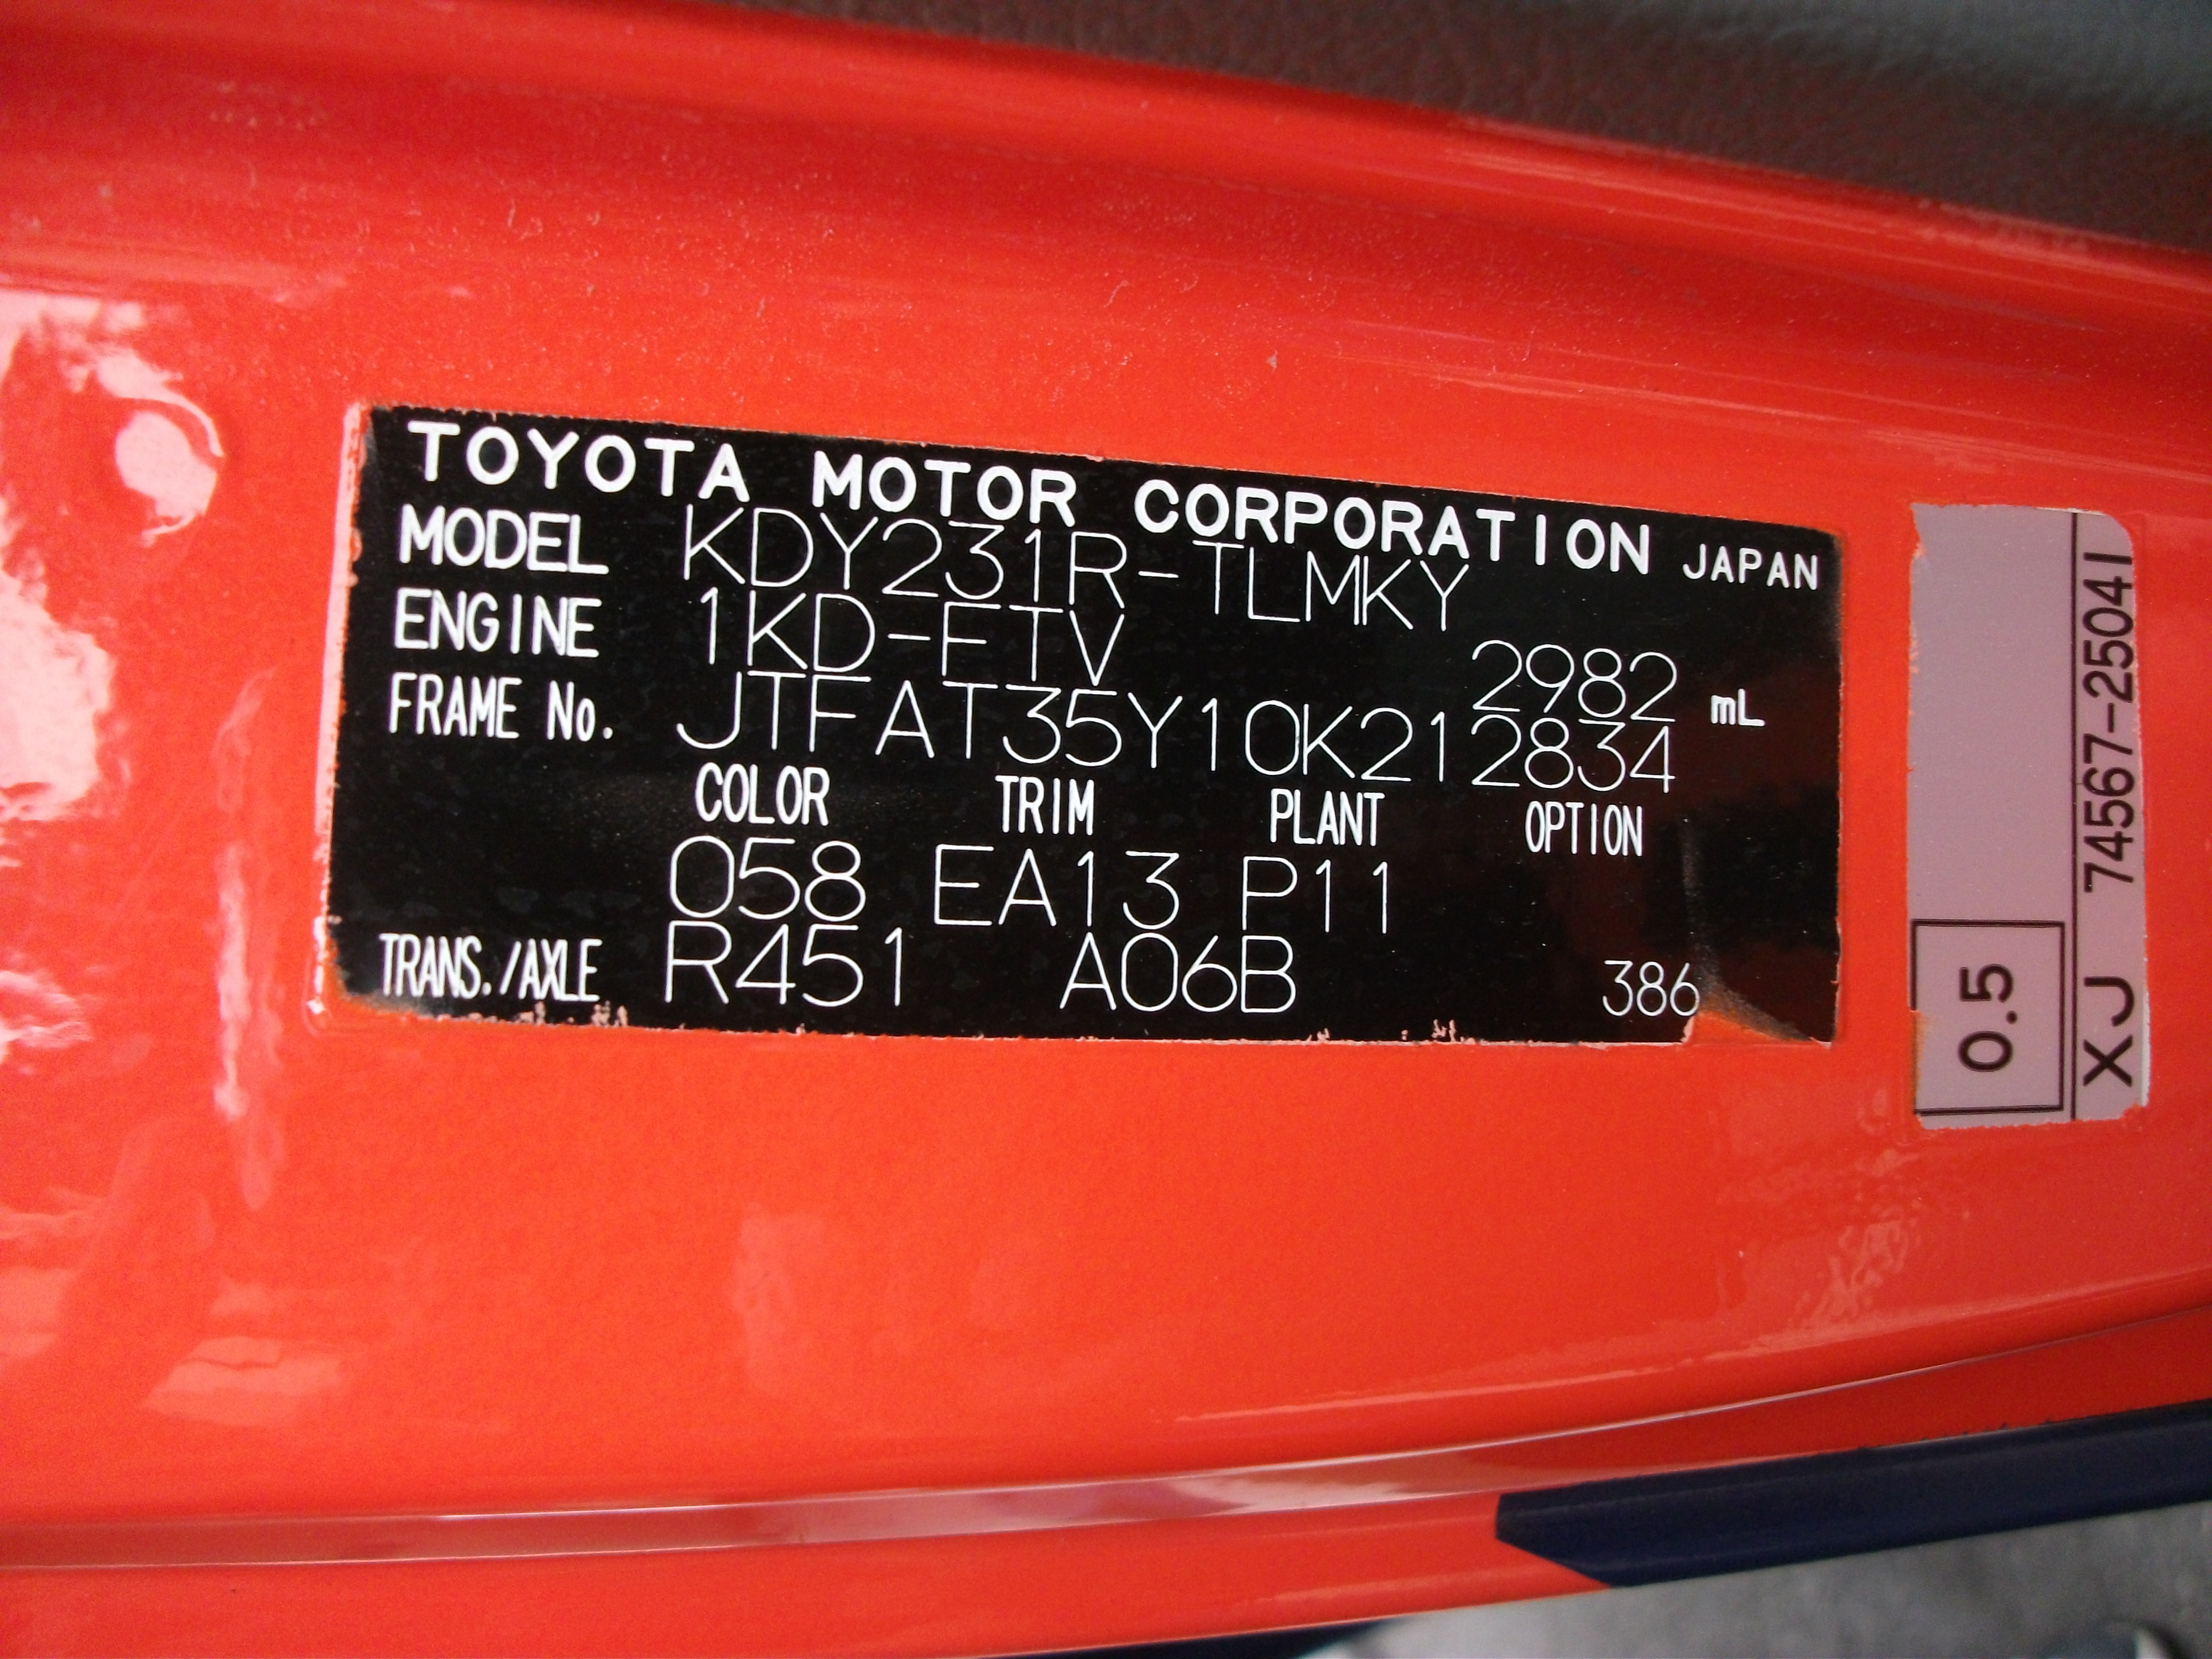 TOYOTA MOTOR CORPORATION JAPAN
MODEL KDY231R-TLMKY
ENGINE 1KD-FTV 2982 mL
FRAME No. JTFAT35Y10K212834
COLOR TRIM PLANT OPTION
058 EA13 P11
TRANS./AXLE R451 A06B 386
0.5
XJ 74567-25041